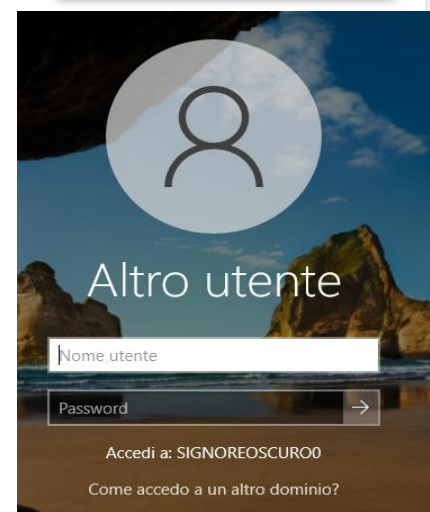 Altro utente
Nome utente
Password
Accedi a: SIGNOREOSCURO0
Come accedo a un altro dominio?